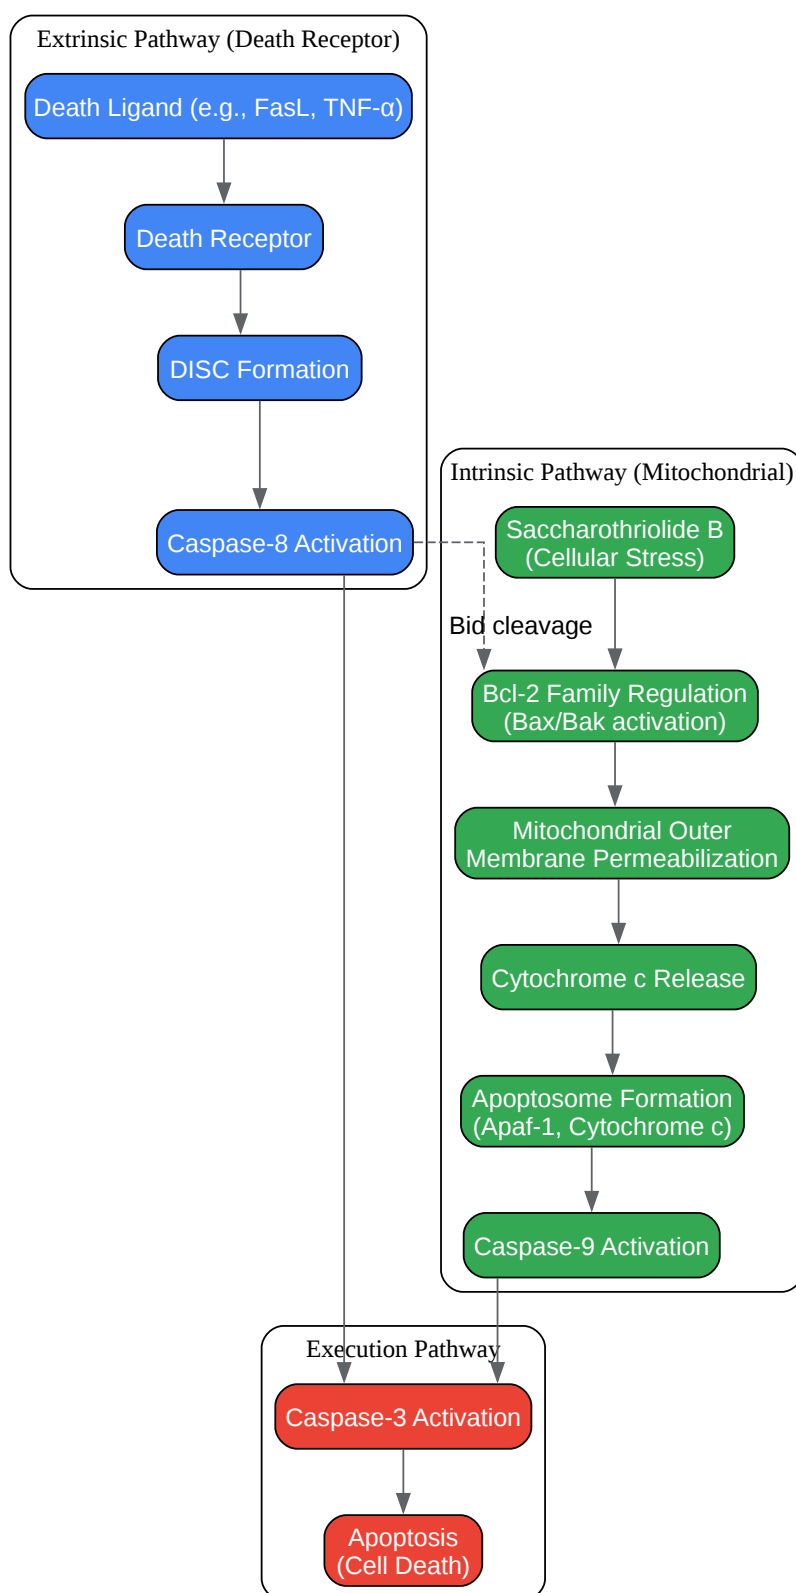 Extrinsic Pathway (Death Receptor)
Death Ligand (e.g., FasL, TNF-α)
Death Receptor
DISC Formation
Caspase-8 Activation
Intrinsic Pathway (Mitochondrial)
Saccharothriolide B
(Cellular Stress)
Bid cleavage
Bcl-2 Family Regulation
(Bax/Bak activation)
Mitochondrial Outer
Membrane Permeabilization
Cytochrome c Release
Apoptosome Formation
(Apaf-1, Cytochrome c)
Caspase-9 Activation
Execution Pathway
Caspase-3 Activation
Apoptosis
(Cell Death)